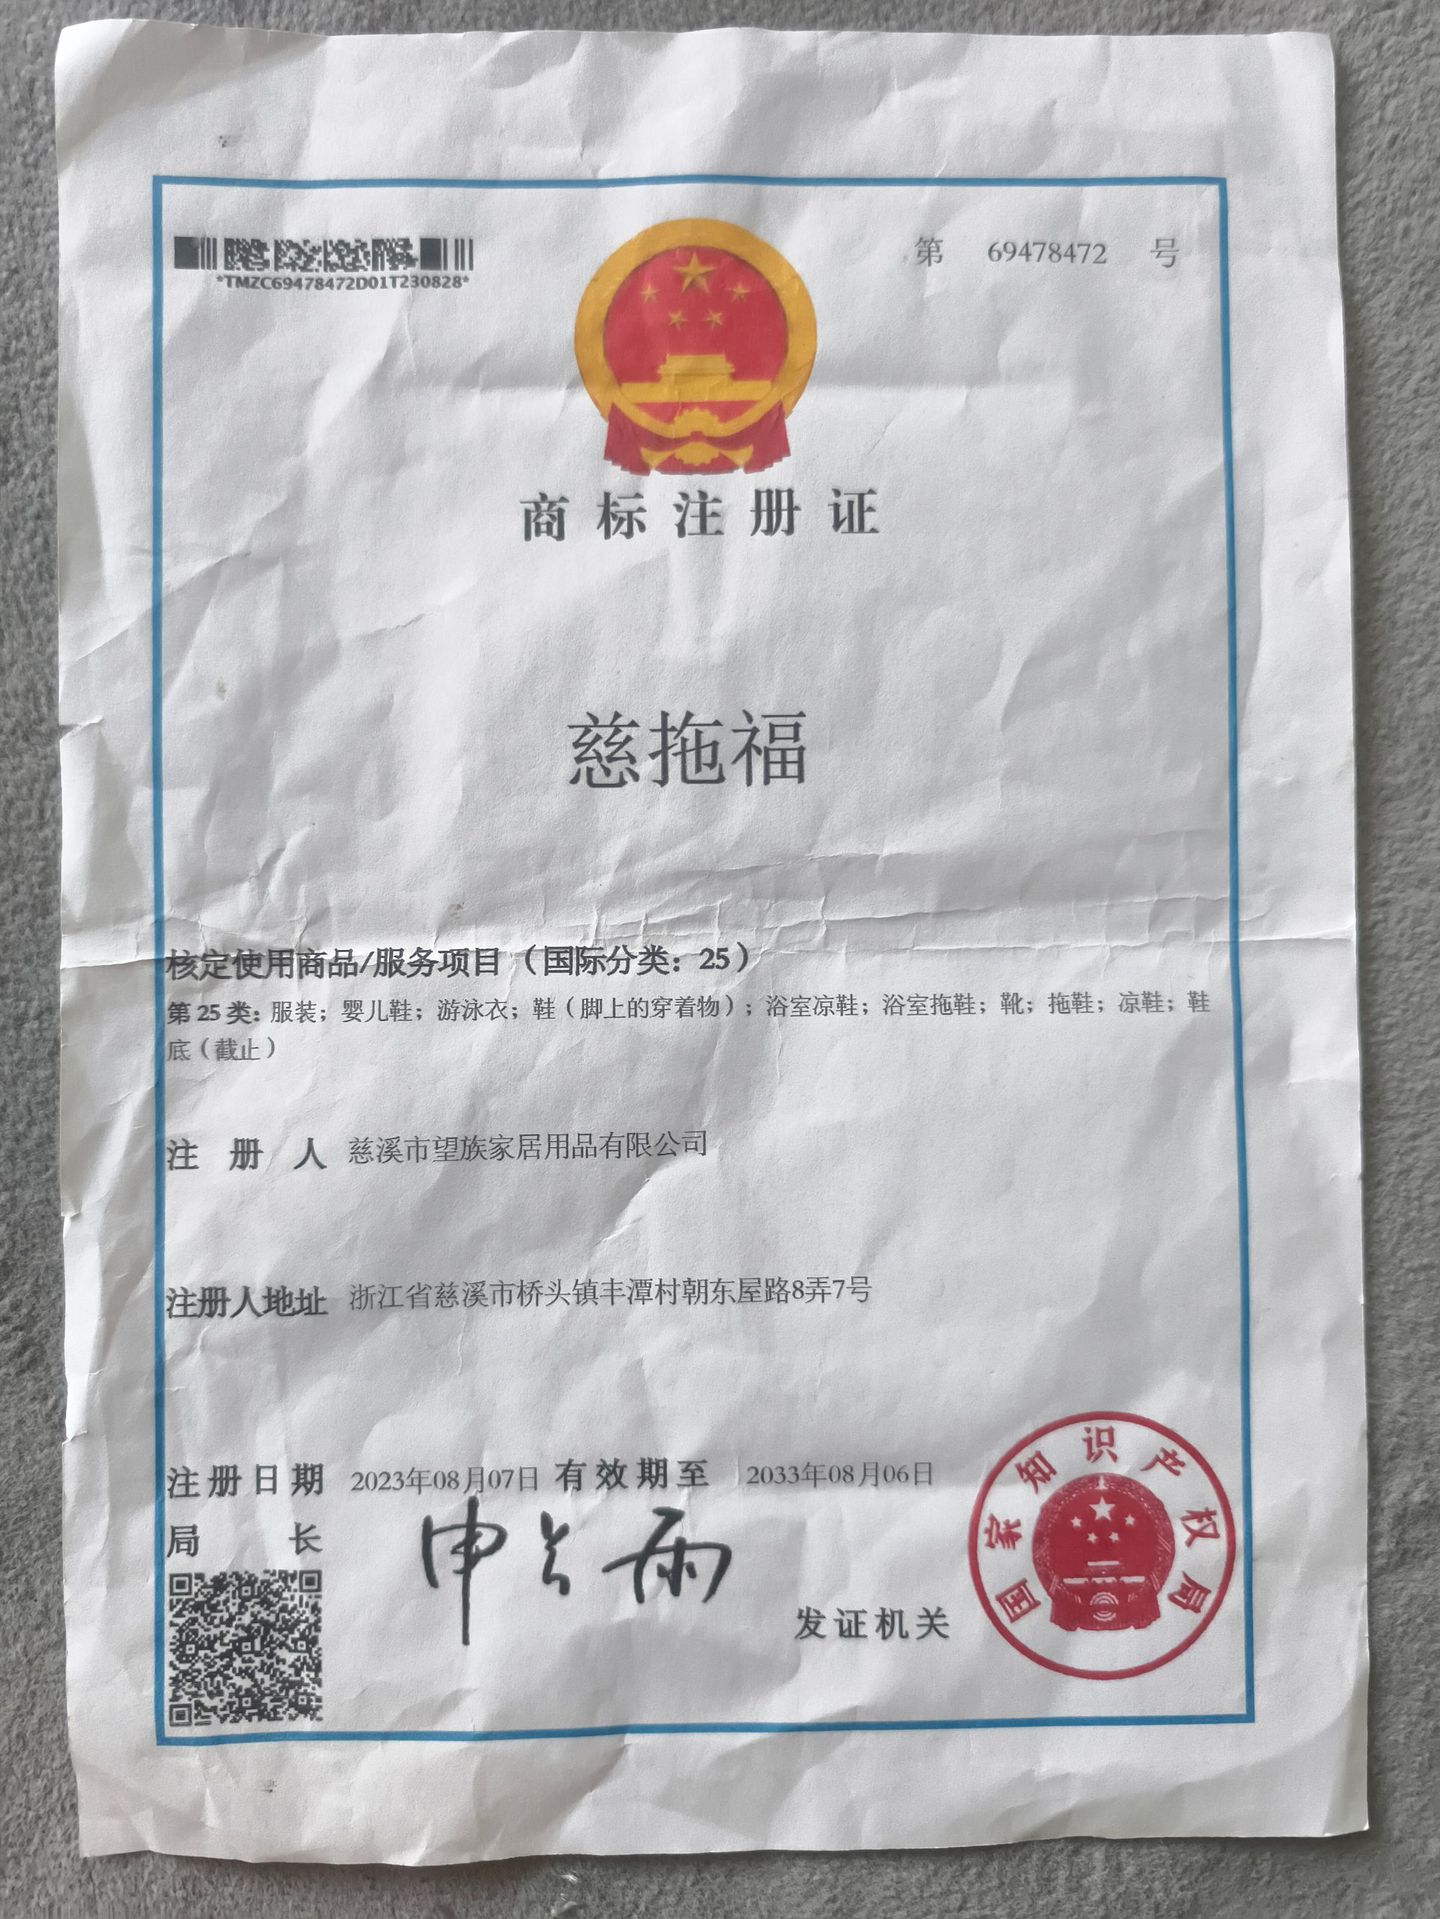 *TMZC69478472D01T230828*
第 69478472 号
商标注册证
慈拖福
核定使用商品/服务项目（国际分类：25）
第25类：服装；婴儿鞋；游泳衣；鞋（脚上的穿着物）；浴室凉鞋；浴室拖鞋；靴；拖鞋；凉鞋；鞋
底（截止）
注册人 慈溪市望族家居用品有限公司
注册人地址 浙江省慈溪市桥头镇丰潭村朝东屋路8弄7号
注册日期 2023年08月07日 有效期至 2033年08月06日
局长 申长雨
发证机关
国家知识产权局